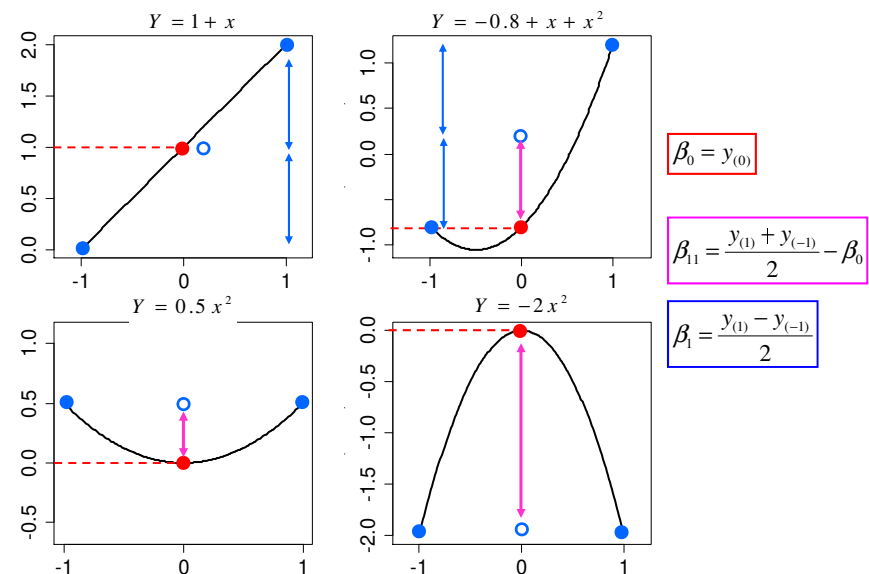 Y = 1 + x
2.0
1.5
1.0
0.5
0.0
-1 0 1
Y = −0.8 + x + x²
1.0
0.5
0.0
-1.0
-1 0 1
β₀ = y₍₀₎
β₁₁ = (y₍₁₎ + y₍₋₁₎)/2 − β₀
β₁ = (y₍₁₎ − y₍₋₁₎)/2
Y = 0.5 x²
1.0
0.5
0.0
-0.5
-1 0 1
Y = −2 x²
0.0
-0.5
-1.0
-1.5
-2.0
-1 0 1